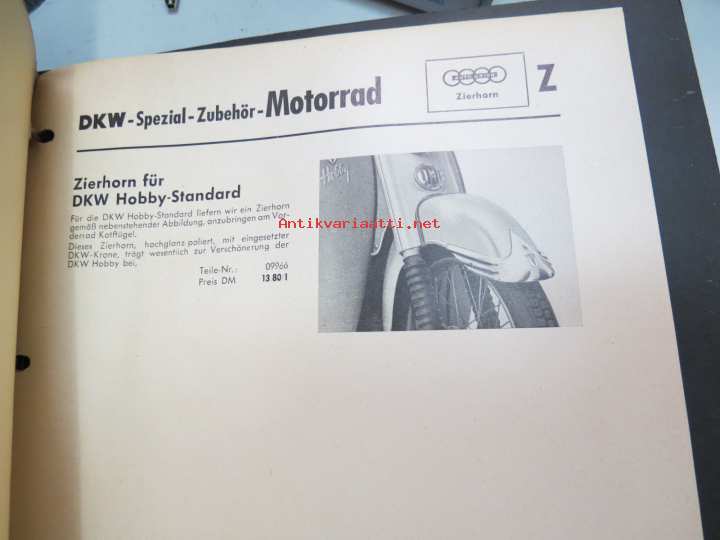 DKW-Spezial-Zubehör-Motorrad
Zierhorn
Z
Zierhorn für
DKW Hobby-Standard
Für die DKW Hobby-Standard liefern wir ein Zierhorn
gemäß nebenstehender Abbildung, anzubringen am Vor-
derrad Kotflügel.
Dieses Zierhorn, hochglanz poliert, mit eingesetzter
DKW-Krone, trägt wesentlich zur Verschönerung der
DKW Hobby bei,
Teile-Nr.: 09966
Preis DM 13 80 1
Hobby
Antikvariaatti.net